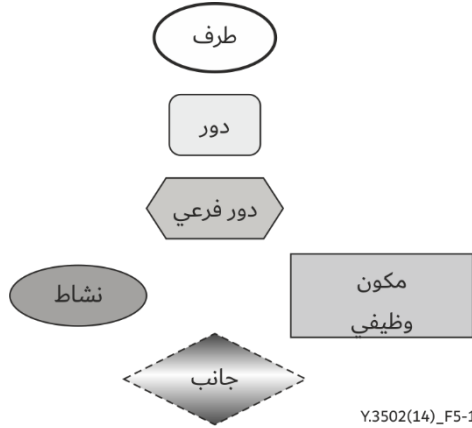 طرف
دور
دور فرعي
نشاط
مكون
وظيفي
جانب
Y.3502(14)_F5-1